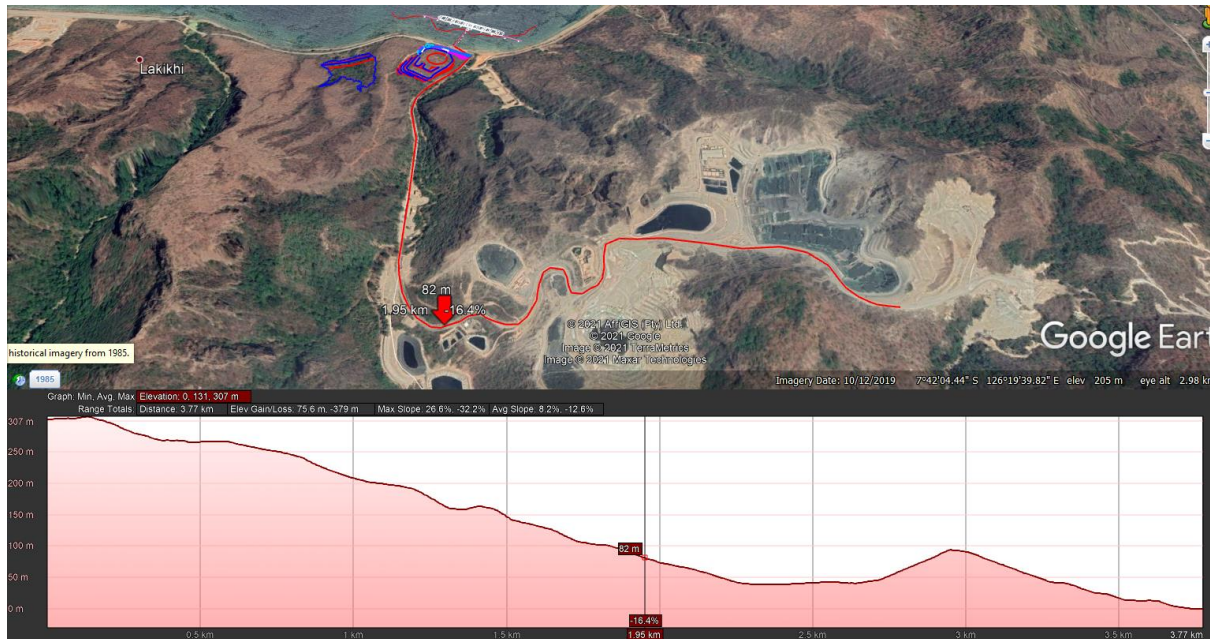 Lakikhi
82 m
1.95 km -16.4%
© 2021 AfriGIS (Pty) Ltd.
© 2021 Google
Image © 2021 TerraMetrics
Image © 2021 Maxar Technologies
Google Eart
historical imagery from 1985.
1985
Imagery Date: 10/12/2019 7°42'04.44" S 126°19'39.82" E elev 205 m eye alt 2.98 km
Graph: Min, Avg, Max Elevation: 0, 131, 307 m
Range Totals: Distance: 3.77 km Elev Gain/Loss: 75.6 m, -379 m Max Slope: 26.6%, -32.2% Avg Slope: 8.2%, -12.6%
307 m
250 m
200 m
150 m
100 m
82 m
50 m
0 m
-16.4%
0.5 km 1 km 1.5 km 1.95 km 2.5 km 3 km 3.5 km 3.77 km